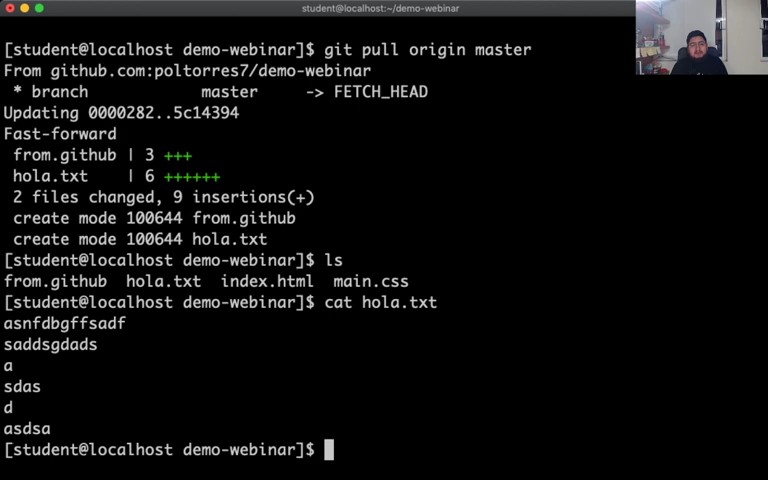 student@localhost:~/demo-webinar
[student@localhost demo-webinar]$ git pull origin master
From github.com:poltorres7/demo-webinar
 * branch            master     -> FETCH_HEAD
Updating 0000282..5c14394
Fast-forward
 from.github | 3 +++
 hola.txt    | 6 ++++++
 2 files changed, 9 insertions(+)
 create mode 100644 from.github
 create mode 100644 hola.txt
[student@localhost demo-webinar]$ ls
from.github  hola.txt  index.html  main.css
[student@localhost demo-webinar]$ cat hola.txt
asnfdbgffsadf
saddsgdads
a
sdas
d
asdsa
[student@localhost demo-webinar]$